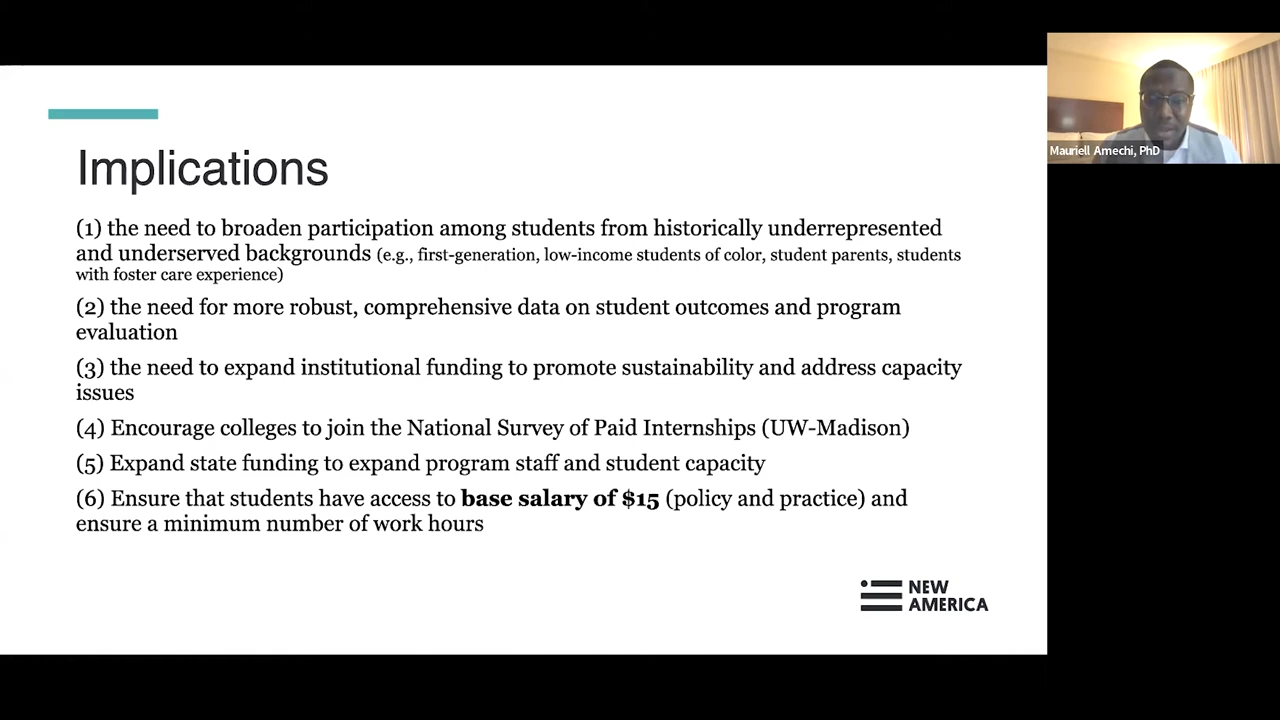 Implications
(1) the need to broaden participation among students from historically underrepresented
and underserved backgrounds (e.g., first-generation, low-income students of color, student parents, students
with foster care experience)
(2) the need for more robust, comprehensive data on student outcomes and program
evaluation
(3) the need to expand institutional funding to promote sustainability and address capacity
issues
(4) Encourage colleges to join the National Survey of Paid Internships (UW-Madison)
(5) Expand state funding to expand program staff and student capacity
(6) Ensure that students have access to base salary of $15 (policy and practice) and
ensure a minimum number of work hours
NEW
AMERICA
Mauriell Amechi, PhD